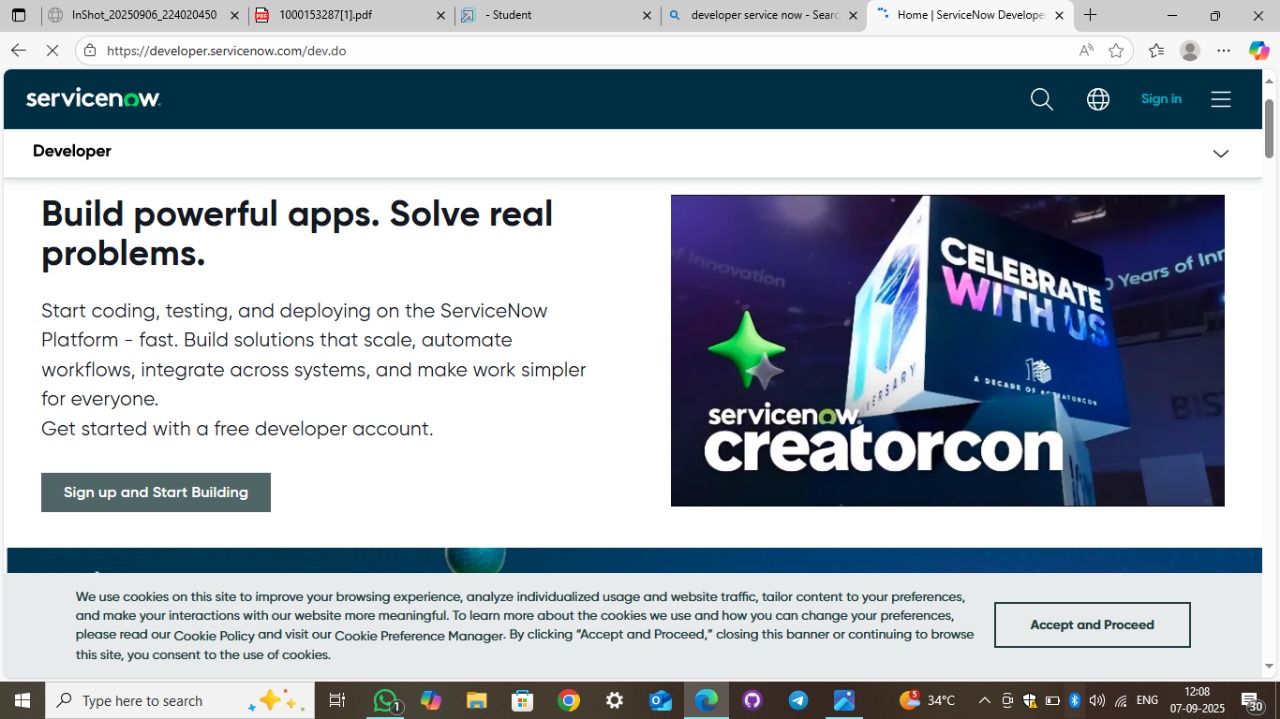 InShot_20250906_224020450
1000153287[1].pdf
- Student
developer service now - Searc
Home | ServiceNow Developer
https://developer.servicenow.com/dev.do
servicenow
Sign in
Developer
Build powerful apps. Solve real
problems.
Start coding, testing, and deploying on the ServiceNow
Platform - fast. Build solutions that scale, automate
workflows, integrate across systems, and make work simpler
for everyone.
Get started with a free developer account.
Sign up and Start Building
of Innovation
CELEBRATE
WITH US
0 Years of Inn
A DECADE OF CREATORCON
VERSARY
servicenow
creatorcon
We use cookies on this site to improve your browsing experience, analyze individualized usage and website traffic, tailor content to your preferences,
and make your interactions with our website more meaningful. To learn more about the cookies we use and how you can change your preferences,
please read our Cookie Policy and visit our Cookie Preference Manager. By clicking “Accept and Proceed,” closing this banner or continuing to browse
this site, you consent to the use of cookies.
Accept and Proceed
Type here to search
1
5
34°C
ENG
12:08
07-09-2025
30